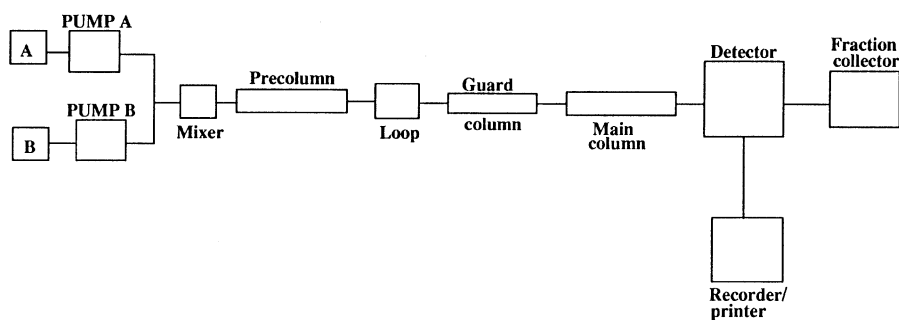 PUMP A
A
PUMP B
B
Mixer
Precolumn
Loop
Guard
column
Main
column
Detector
Fraction
collector
Recorder/
printer